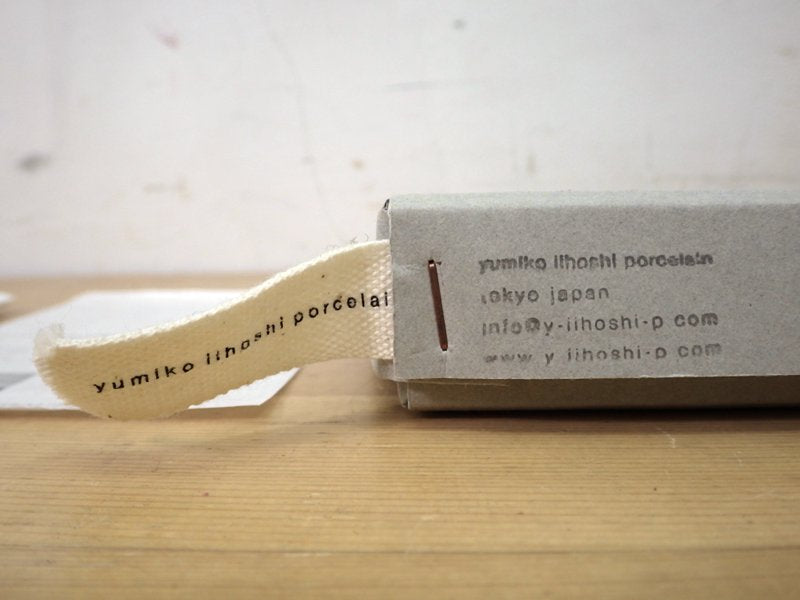 yumiko iihoshi porcelai
yumiko iihoshi porcelain
tokyo japan
info@y-iihoshi-p com
www y iihoshi-p com